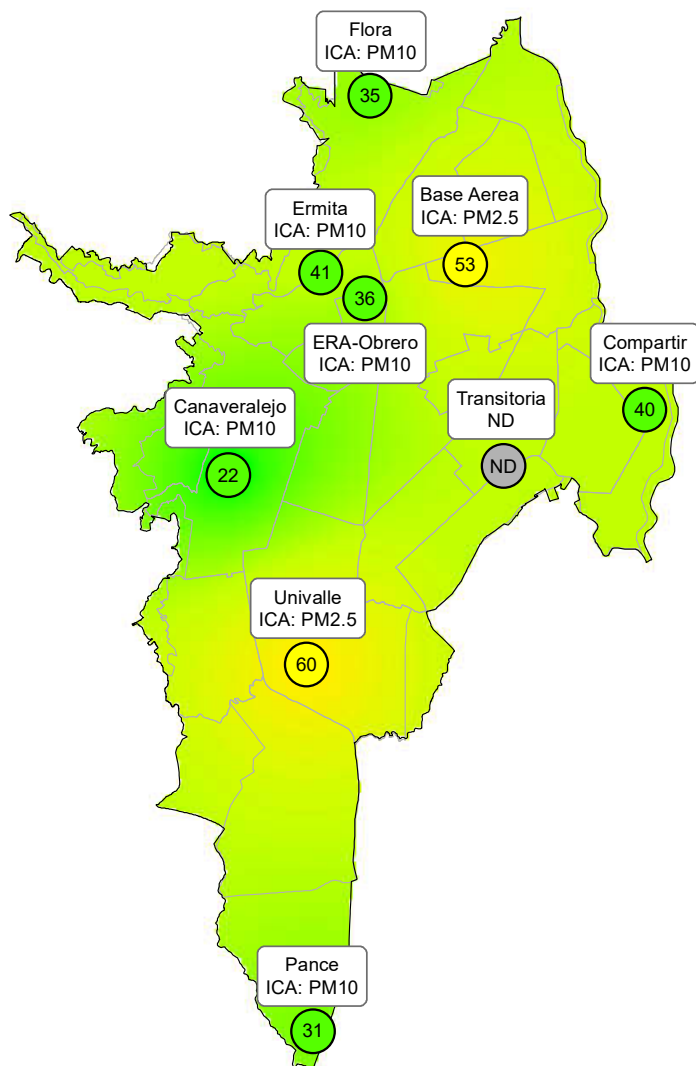 Flora
ICA: PM10
35
Ermita
ICA: PM10
41
Base Aerea
ICA: PM2.5
53
36
ERA-Obrero
ICA: PM10
Compartir
ICA: PM10
40
Canaveralejo
ICA: PM10
22
Transitoria
ND
ND
Univalle
ICA: PM2.5
60
Pance
ICA: PM10
31